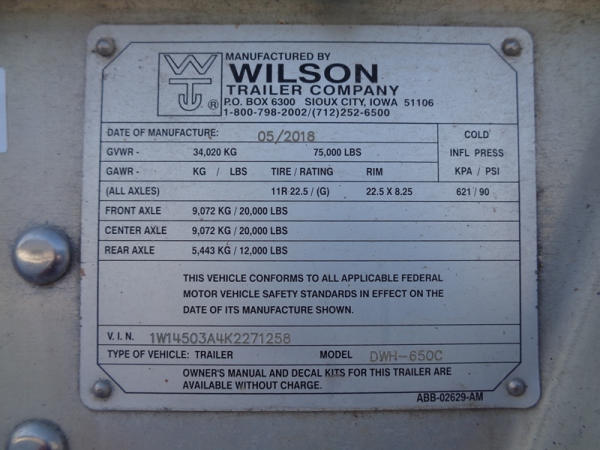 MANUFACTURED BY
WILSON
TRAILER COMPANY
P.O. BOX 6300 SIOUX CITY, IOWA 51106
1-800-798-2002/(712)252-6500
WTC ®
DATE OF MANUFACTURE: 05/2018 COLD
GVWR - 34,020 KG 75,000 LBS INFL PRESS
GAWR - KG / LBS TIRE / RATING RIM KPA / PSI
(ALL AXLES) 11R 22.5 / (G) 22.5 X 8.25 621 / 90
FRONT AXLE 9,072 KG / 20,000 LBS
CENTER AXLE 9,072 KG / 20,000 LBS
REAR AXLE 5,443 KG / 12,000 LBS
THIS VEHICLE CONFORMS TO ALL APPLICABLE FEDERAL
MOTOR VEHICLE SAFETY STANDARDS IN EFFECT ON THE
DATE OF ITS MANUFACTURE SHOWN.
V. I. N. 1W14503A4K2271258
TYPE OF VEHICLE: TRAILER MODEL DWH-650C
OWNER'S MANUAL AND DECAL KITS FOR THIS TRAILER ARE
AVAILABLE WITHOUT CHARGE.
ABB-02629-AM